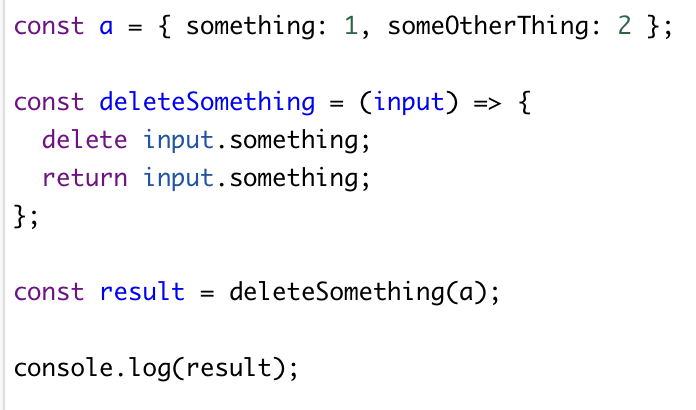 const a = { something: 1, someOtherThing: 2 };
const deleteSomething = (input) => {
  delete input.something;
  return input.something;
};
const result = deleteSomething(a);
console.log(result);